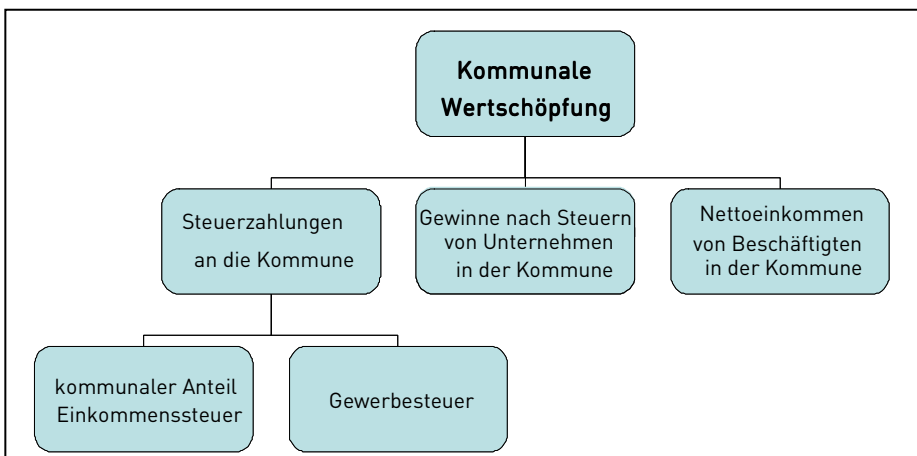 Kommunale
Wertschöpfung
Steuerzahlungen
an die Kommune
Gewinne nach Steuern
von Unternehmen
in der Kommune
Nettoeinkommen
von Beschäftigten
in der Kommune
kommunaler Anteil
Einkommenssteuer
Gewerbesteuer